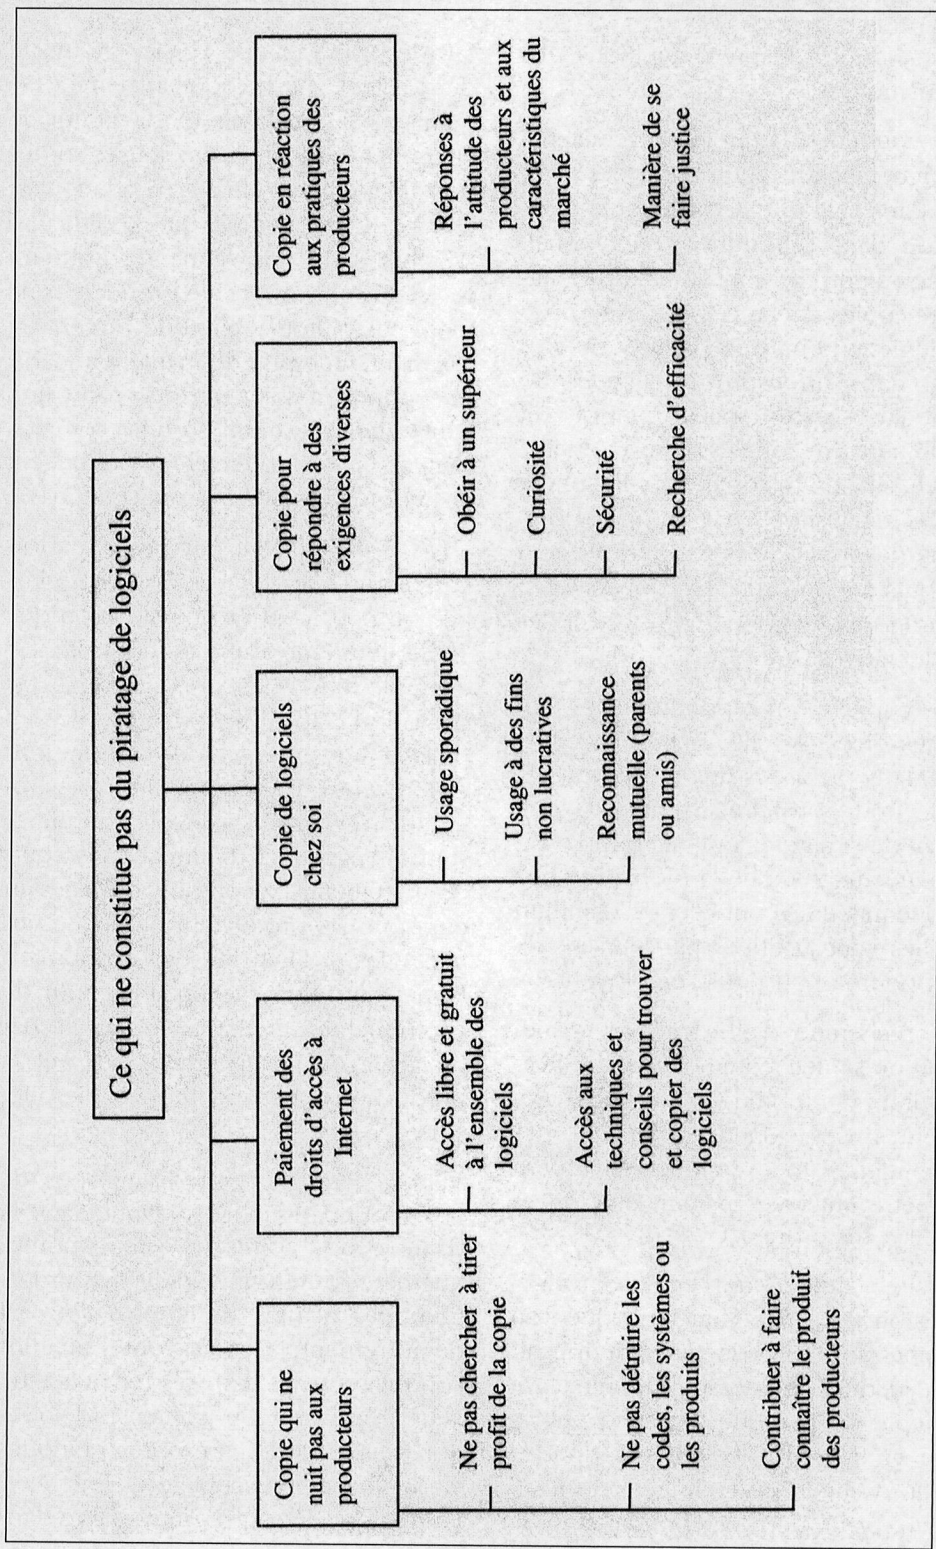 Ce qui ne constitue pas du piratage de logiciels
Copie qui ne
nuit pas aux
producteurs
Ne pas chercher à tirer
profit de la copie
Ne pas détruire les
codes, les systèmes ou
les produits
Contribuer à faire
connaître le produit
des producteurs
Paiement des
droits d'accès à
Internet
Accès libre et gratuit
à l'ensemble des
logiciels
Accès aux
techniques et
conseils pour trouver
et copier des
logiciels
Copie de logiciels
chez soi
Usage sporadique
Usage à des fins
non lucratives
Reconnaissance
mutuelle (parents
ou amis)
Copie pour
répondre à des
exigences diverses
Obéir à un supérieur
Curiosité
Sécurité
Recherche d'efficacité
Copie en réaction
aux pratiques des
producteurs
Réponses à
l'attitude des
producteurs et aux
caractéristiques du
marché
Manière de se
faire justice